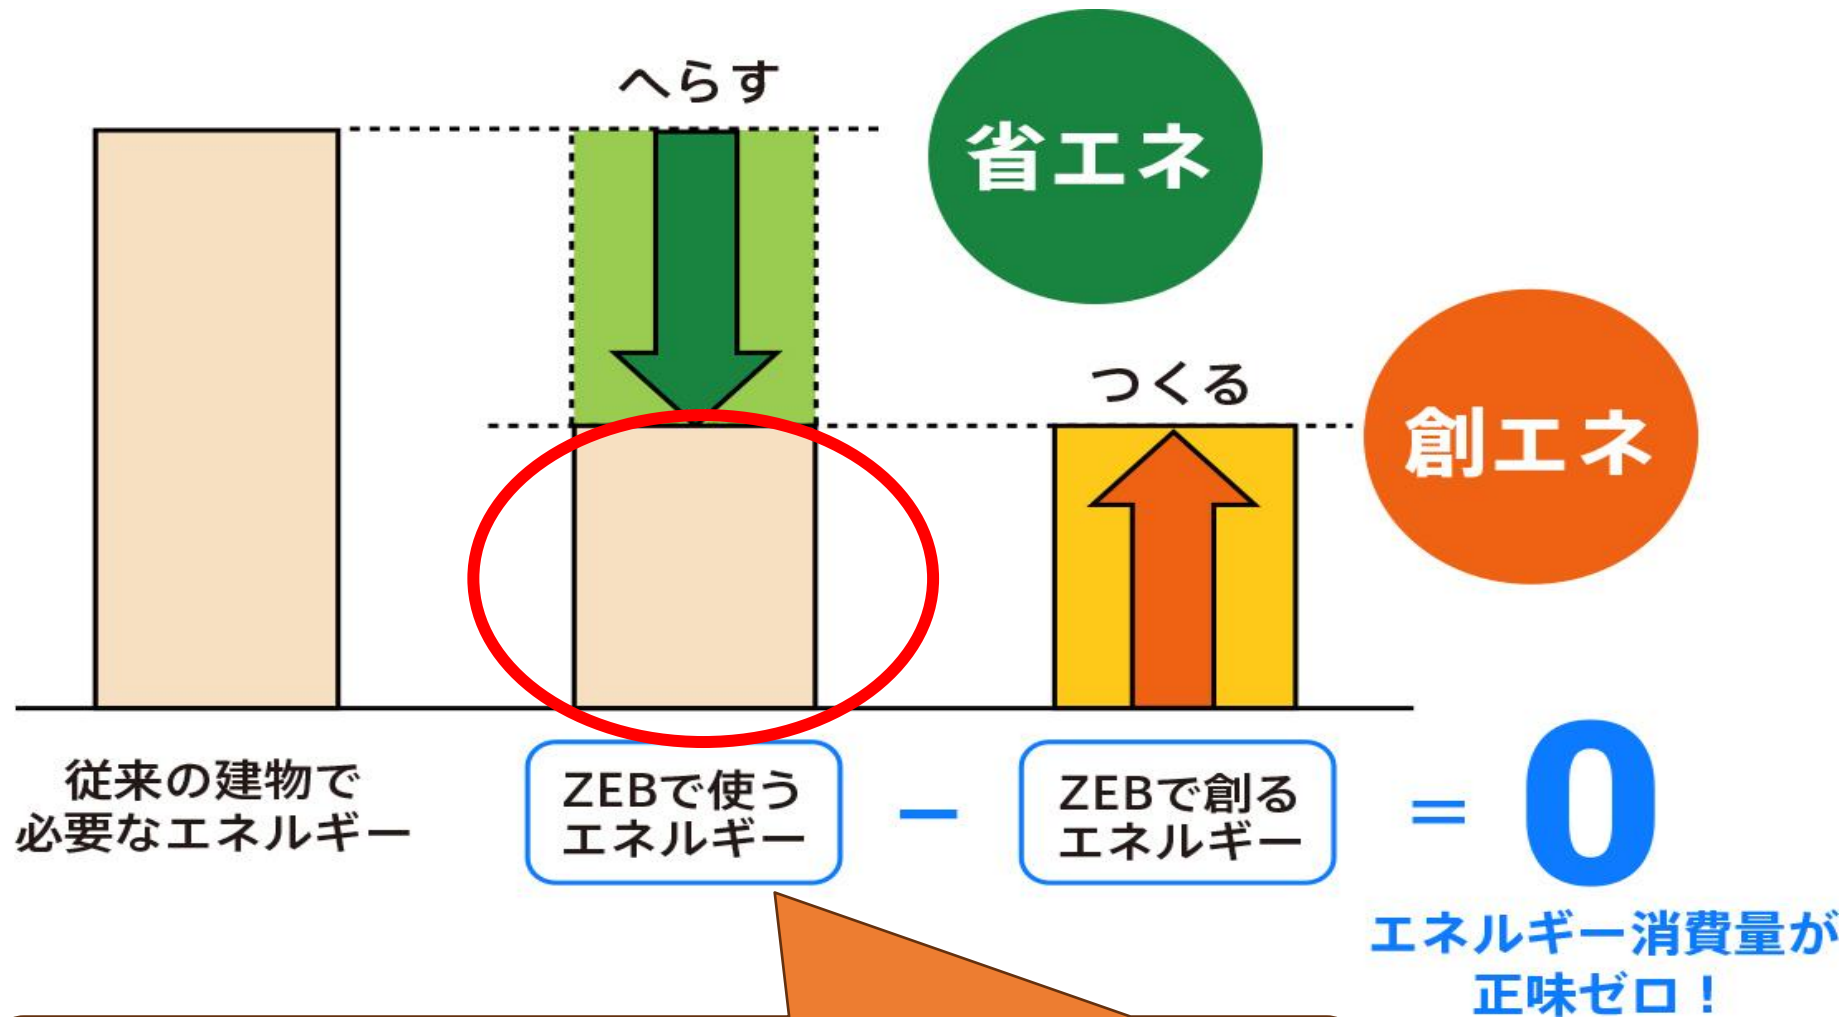 へらす
省エネ
つくる
創エネ
従来の建物で
必要なエネルギー
ZEBで使う
エネルギー
－
ZEBで創る
エネルギー
＝
0
エネルギー消費量が
正味ゼロ！